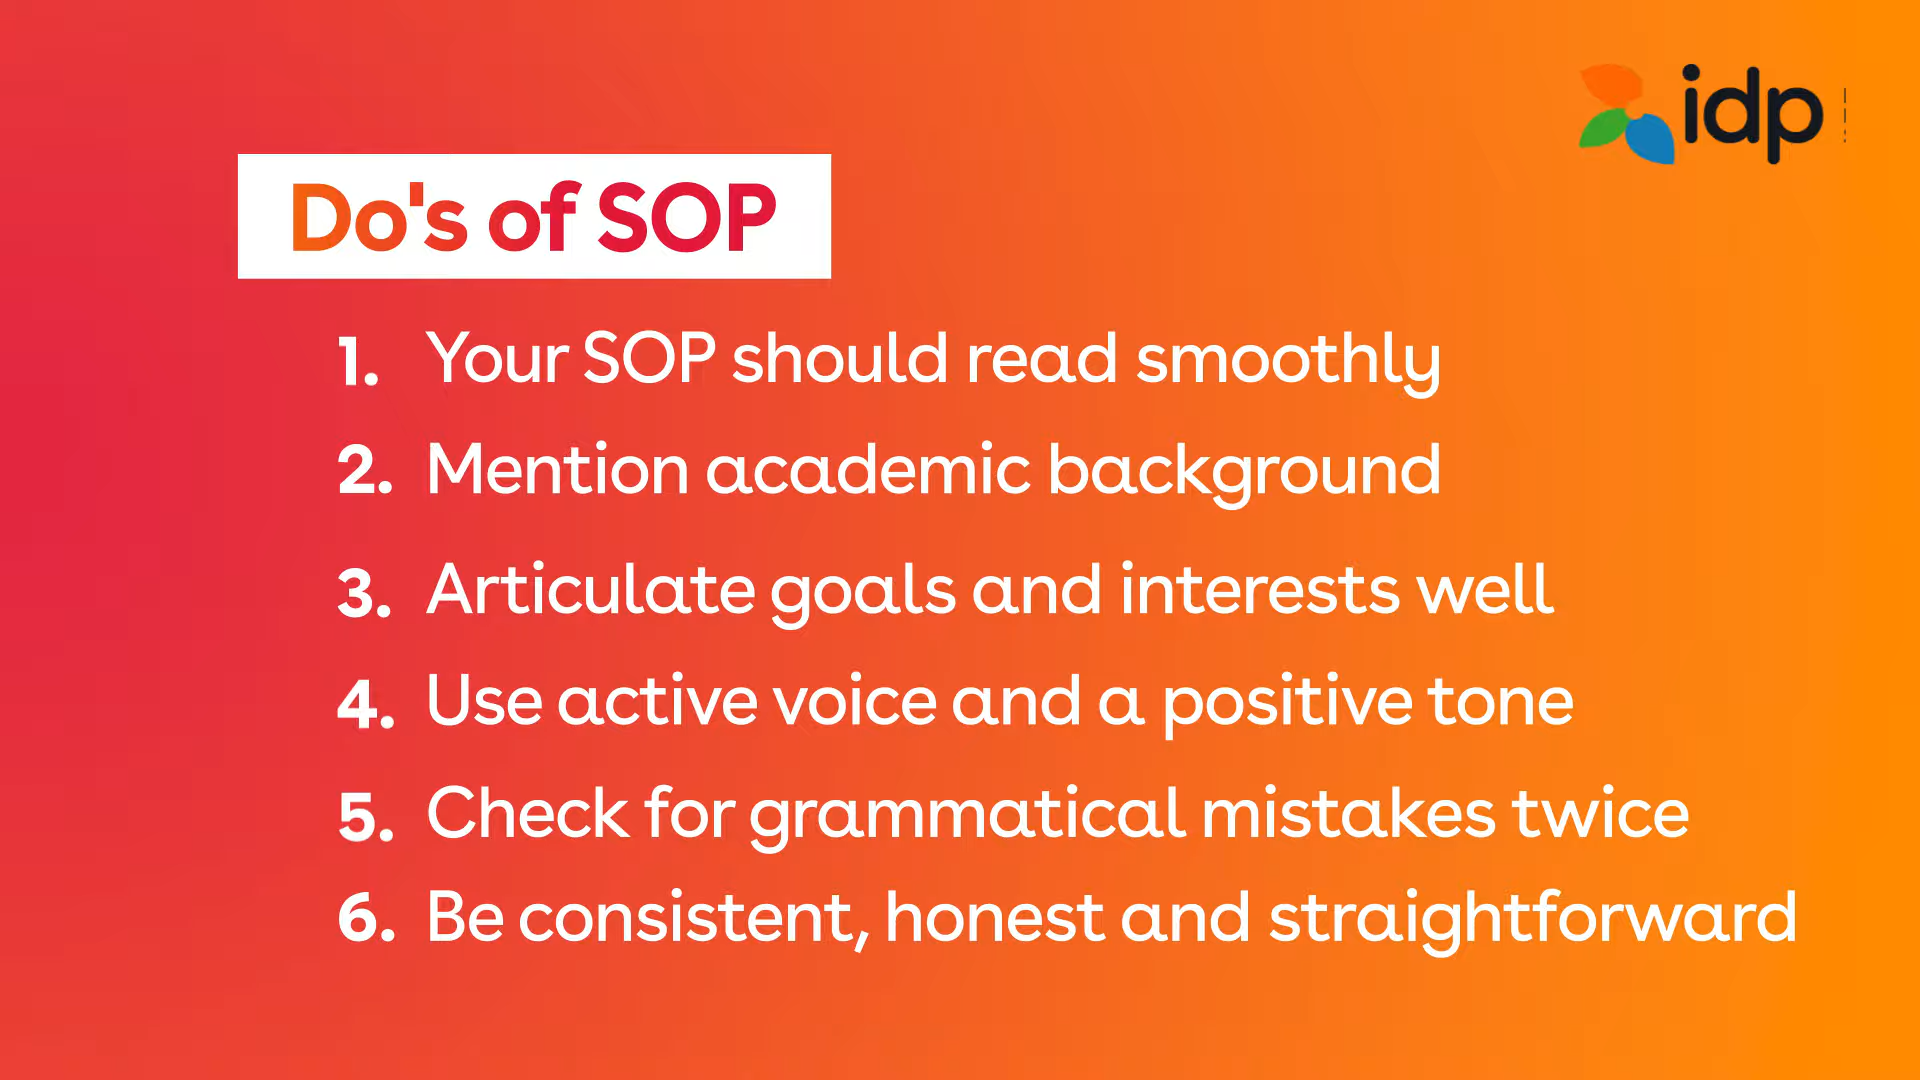 idp
Do's of SOP
1. Your SOP should read smoothly
2. Mention academic background
3. Articulate goals and interests well
4. Use active voice and a positive tone
5. Check for grammatical mistakes twice
6. Be consistent, honest and straightforward